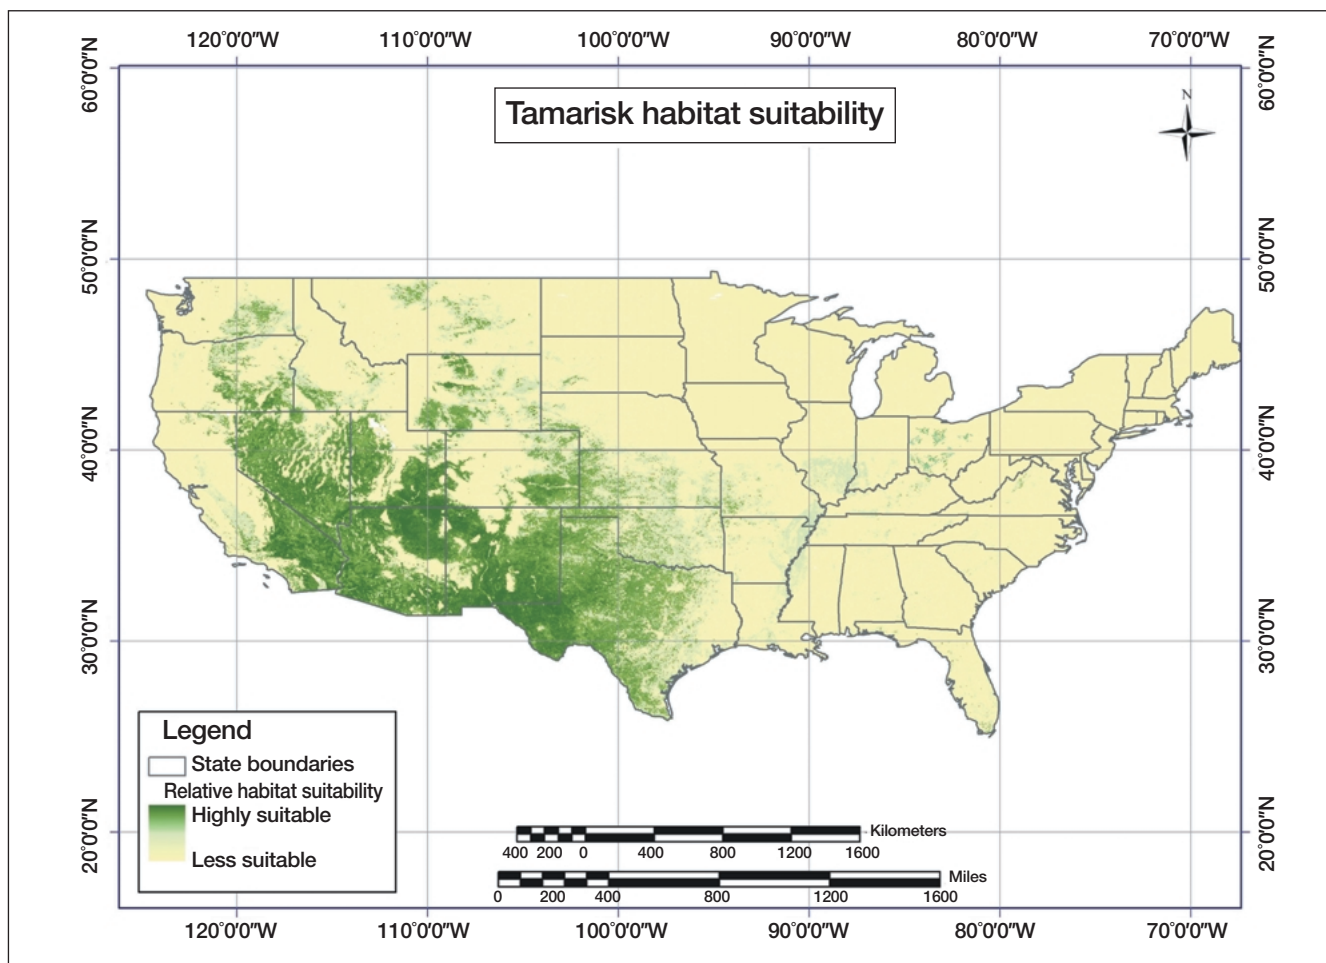 120°0'0"W 110°0'0"W 100°0'0"W 90°0'0"W 80°0'0"W 70°0'0"W
60°0'0"N
60°0'0"N
Tamarisk habitat suitability
N
50°0'0"N
50°0'0"N
40°0'0"N
40°0'0"N
30°0'0"N
30°0'0"N
Legend
State boundaries
Relative habitat suitability
Highly suitable
Less suitable
20°0'0"N
20°0'0"N
Kilometers
400 200 0 400 800 1200 1600
Miles
0 200 400 800 1200 1600
120°0'0"W 110°0'0"W 100°0'0"W 90°0'0"W 80°0'0"W 70°0'0"W